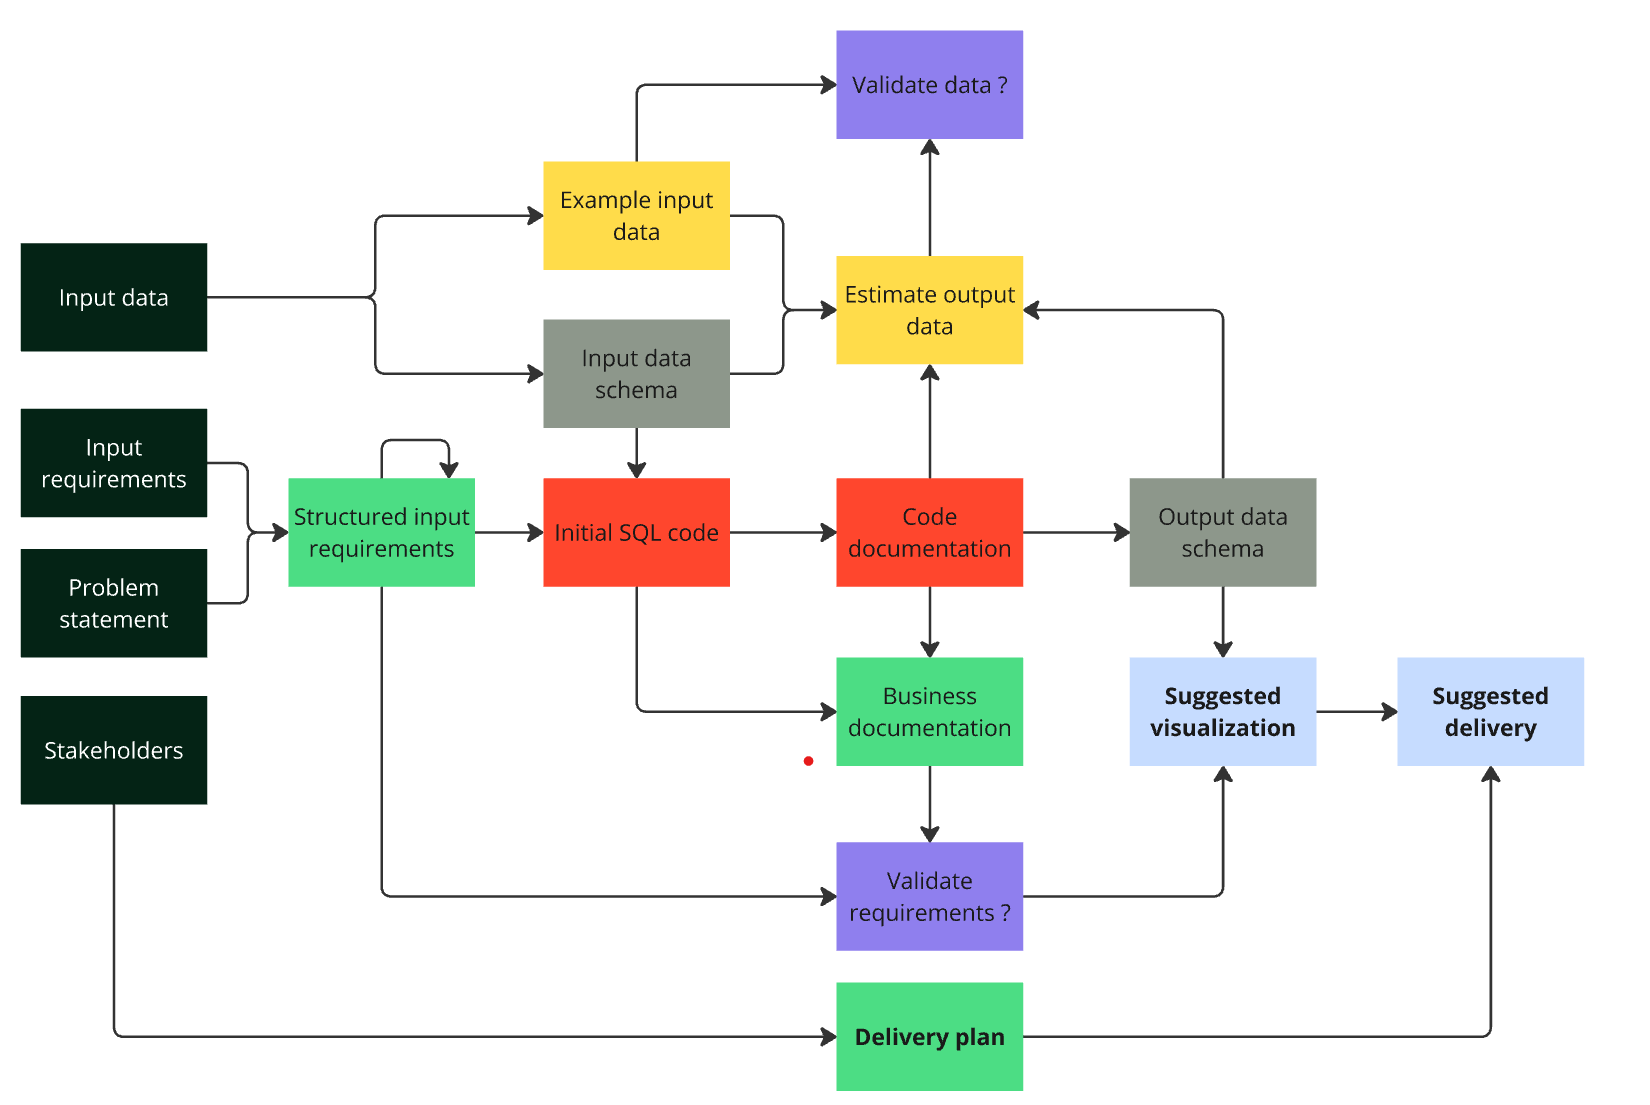 Validate data ?
Example input
data
Input data
Estimate output
data
Input data
schema
Input
requirements
Structured input
requirements
Initial SQL code
Code
documentation
Output data
schema
Problem
statement
Business
documentation
Suggested
visualization
Suggested
delivery
Stakeholders
Validate
requirements ?
Delivery plan